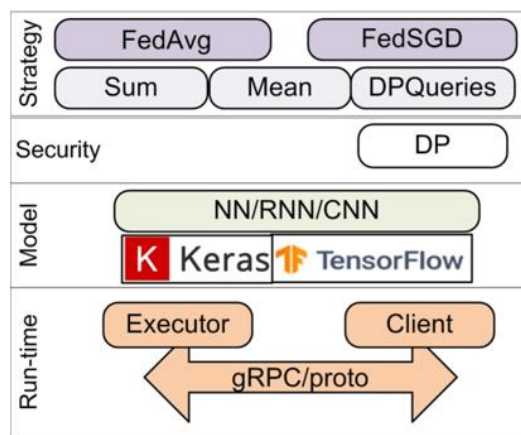 Strategy
FedAvg FedSGD
Sum Mean DPQueries
Security
DP
Model
NN/RNN/CNN
K Keras TensorFlow
Run-time
Executor Client
gRPC/proto